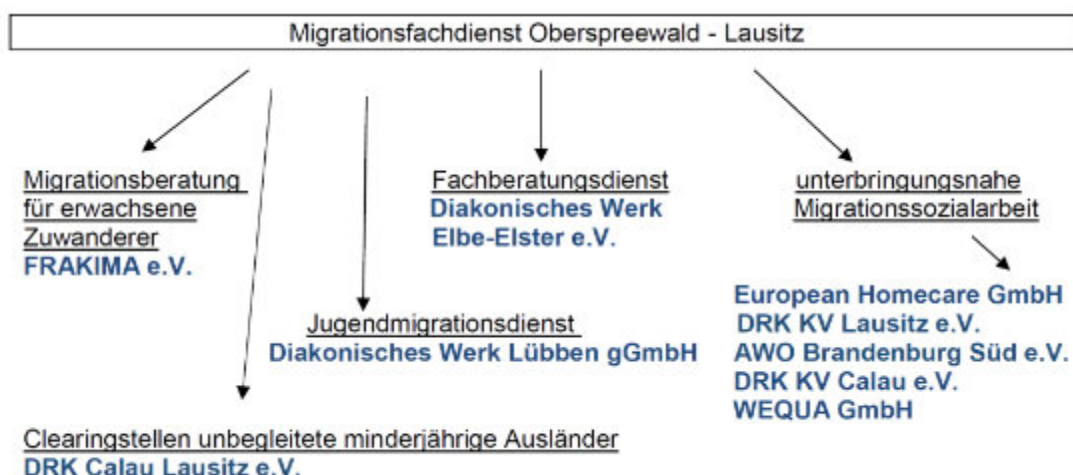 Migrationsfachdienst Oberspreewald - Lausitz
Migrationsberatung
für erwachsene
Zuwanderer
FRAKIMA e.V.
Fachberatungsdienst
Diakonisches Werk
Elbe-Elster e.V.
unterbringungsnahe
Migrationssozialarbeit
European Homecare GmbH
DRK KV Lausitz e.V.
AWO Brandenburg Süd e.V.
DRK KV Calau e.V.
WEQUA GmbH
Jugendmigrationsdienst
Diakonisches Werk Lübben gGmbH
Clearingstellen unbegleitete minderjährige Ausländer
DRK Calau Lausitz e.V.